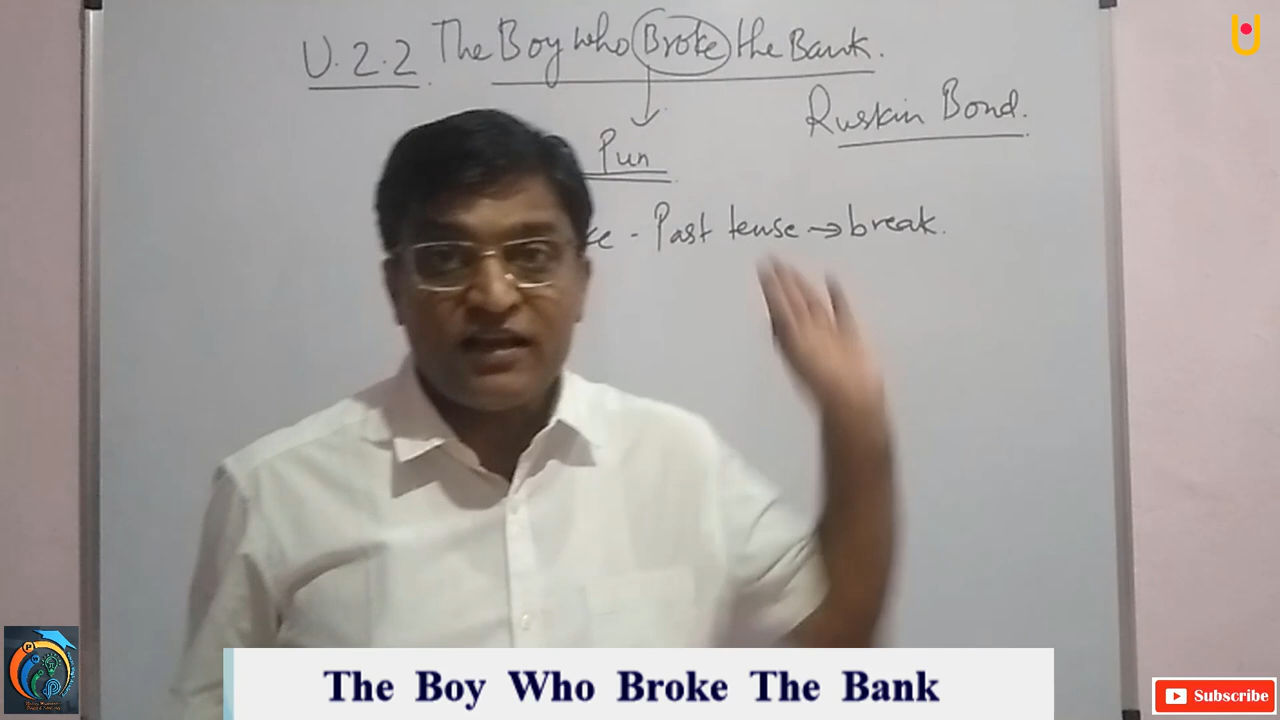 U.2.2 The Boy who Broke the Bank.
Ruskin Bond.
Pun
- Past tense → break.
The Boy Who Broke The Bank
Subscribe